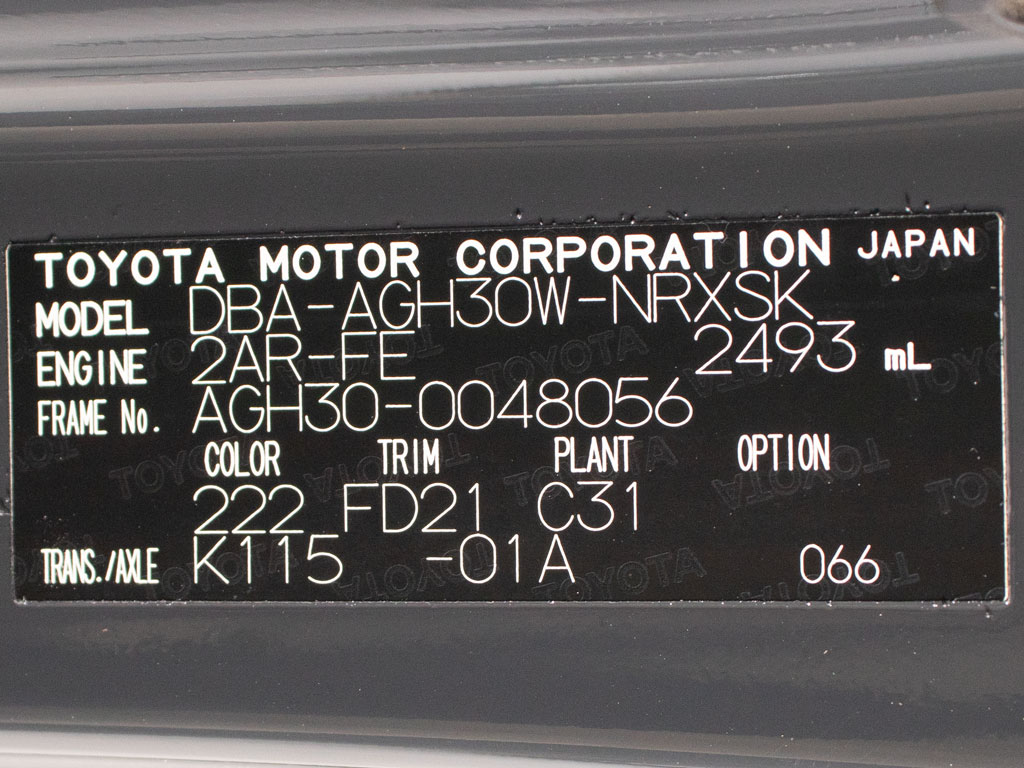 TOYOTA MOTOR CORPORATION JAPAN
MODEL DBA-AGH30W-NRXSK
ENGINE 2AR-FE 2493 mL
FRAME No. AGH30-0048056
COLOR TRIM PLANT OPTION
222 FD21 C31
TRANS./AXLE K115 -01A 066